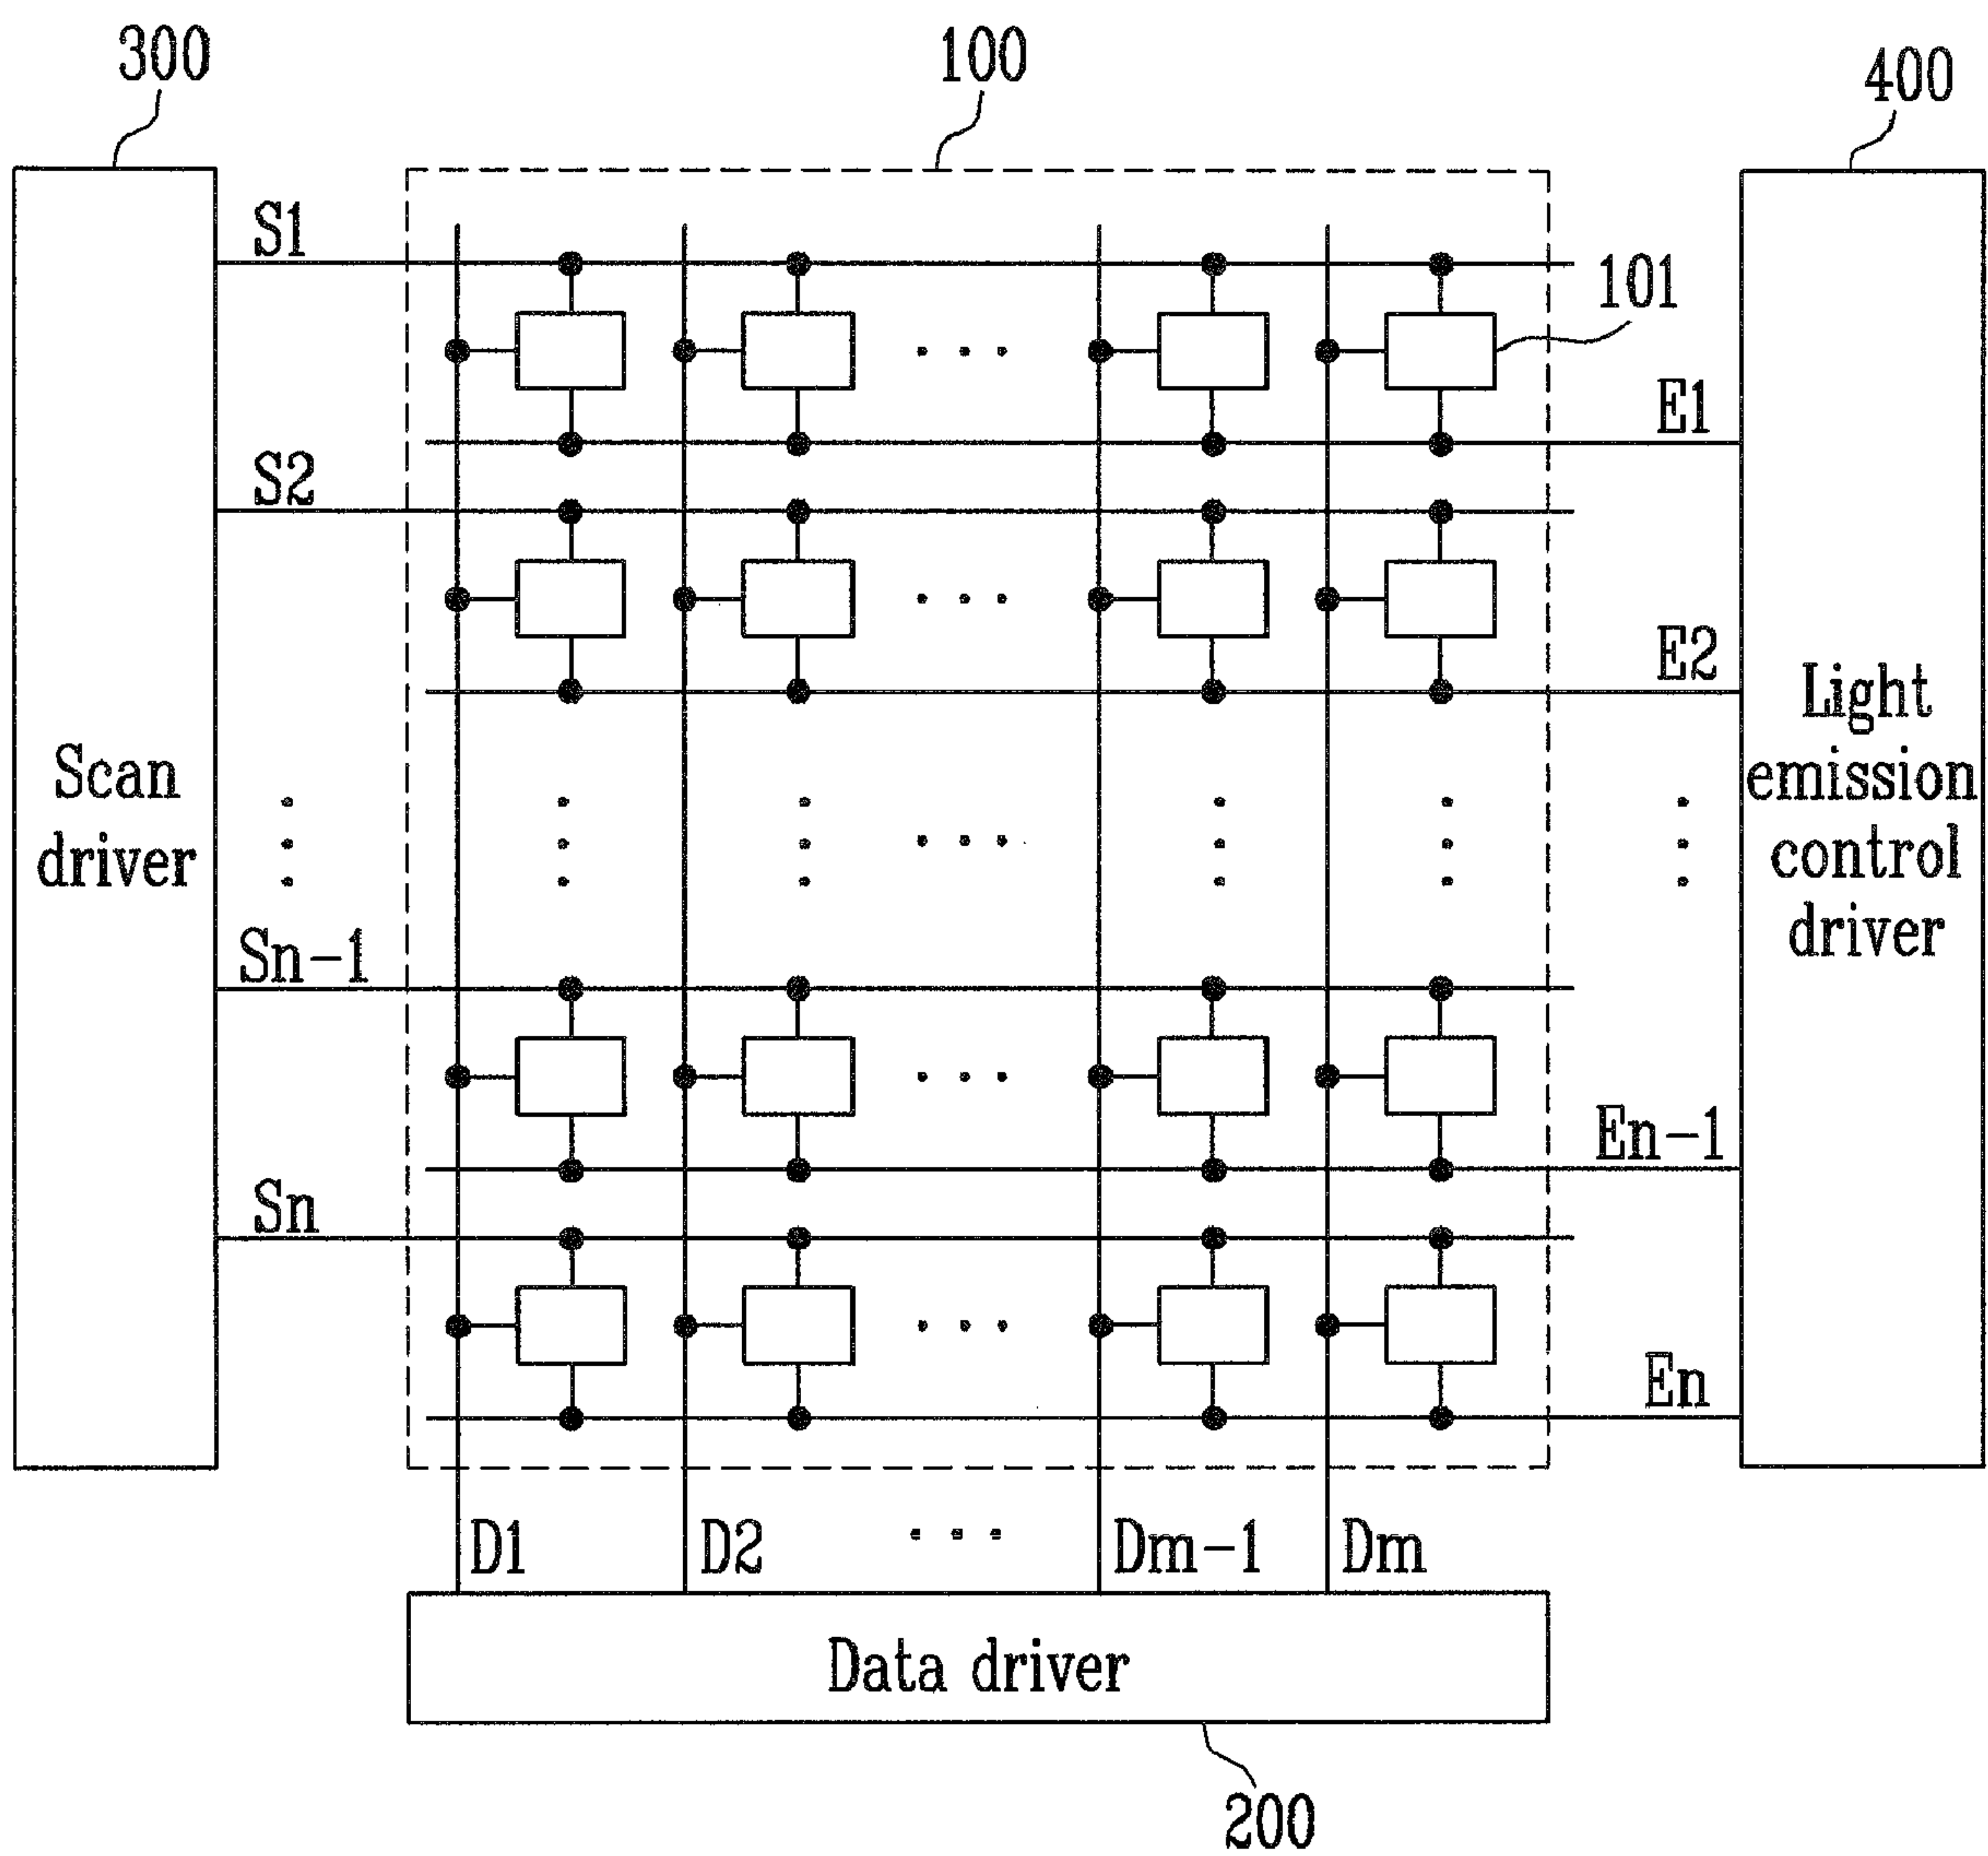 300
100
400
S1
101
E1
S2
E2
Scan
driver
Light
emission
control
driver
Sn-1
En-1
Sn
En
D1
D2
Dm-1
Dm
Data driver
200